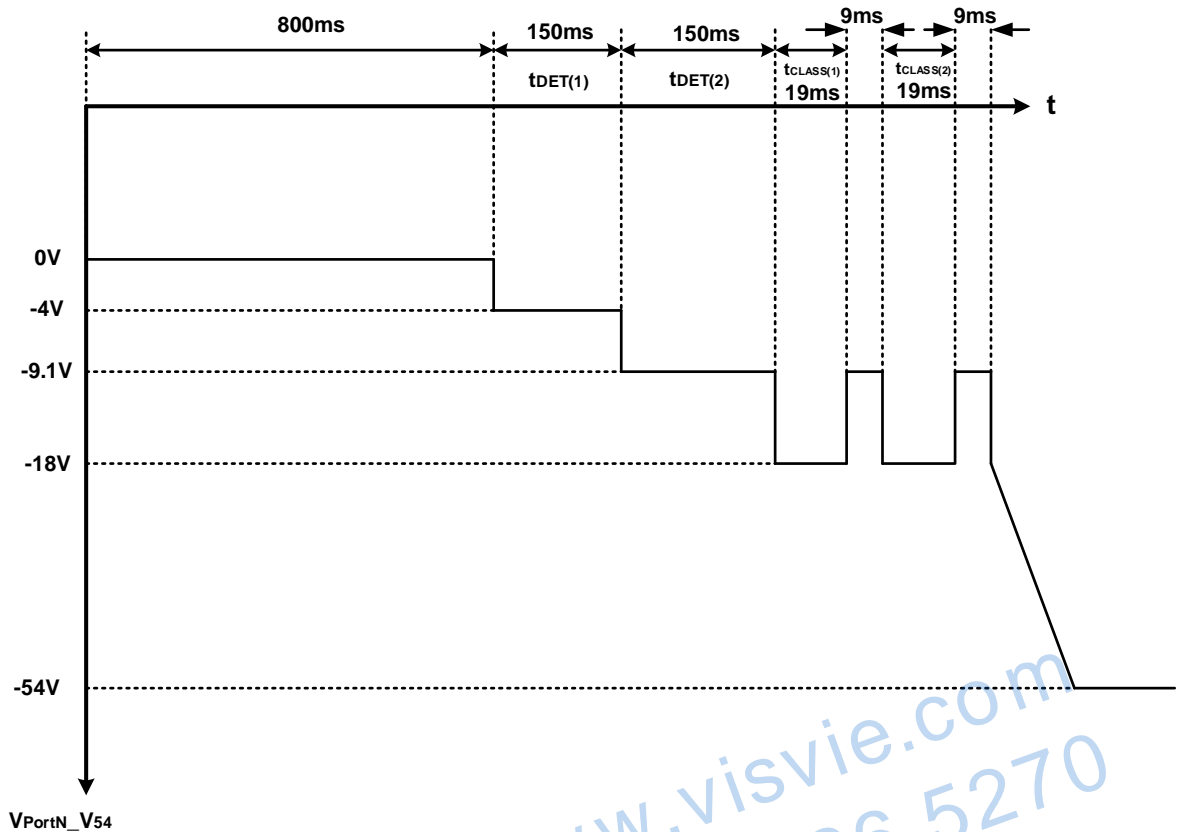 9ms 9ms
800ms 150ms 150ms
tDET(1) tDET(2) tCLASS(1) tCLASS(2)
19ms 19ms
t
0V
-4V
-9.1V
-18V
-54V
www.visvie.com
5270
VPortN_V54